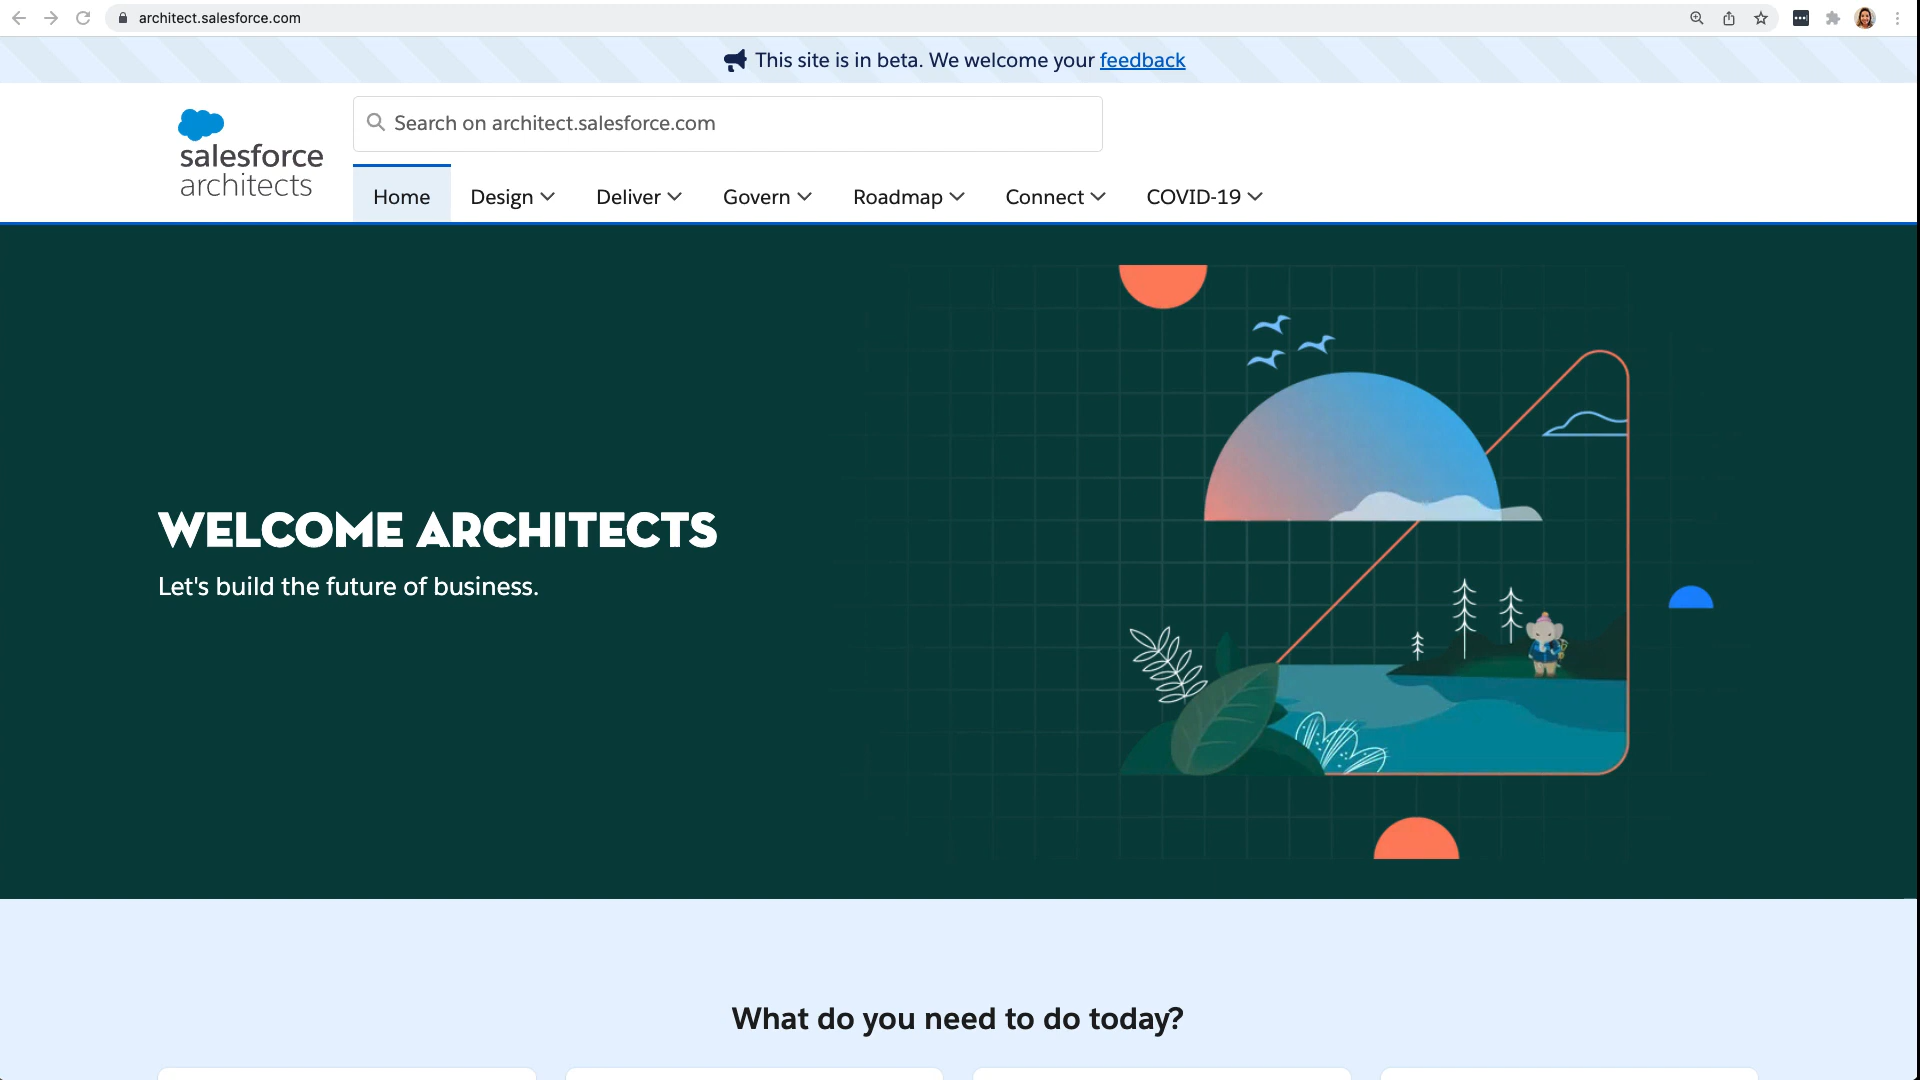 architect.salesforce.com
This site is in beta. We welcome your feedback
salesforce
architects
Search on architect.salesforce.com
Home Design Deliver Govern Roadmap Connect COVID-19
WELCOME ARCHITECTS
Let's build the future of business.
What do you need to do today?